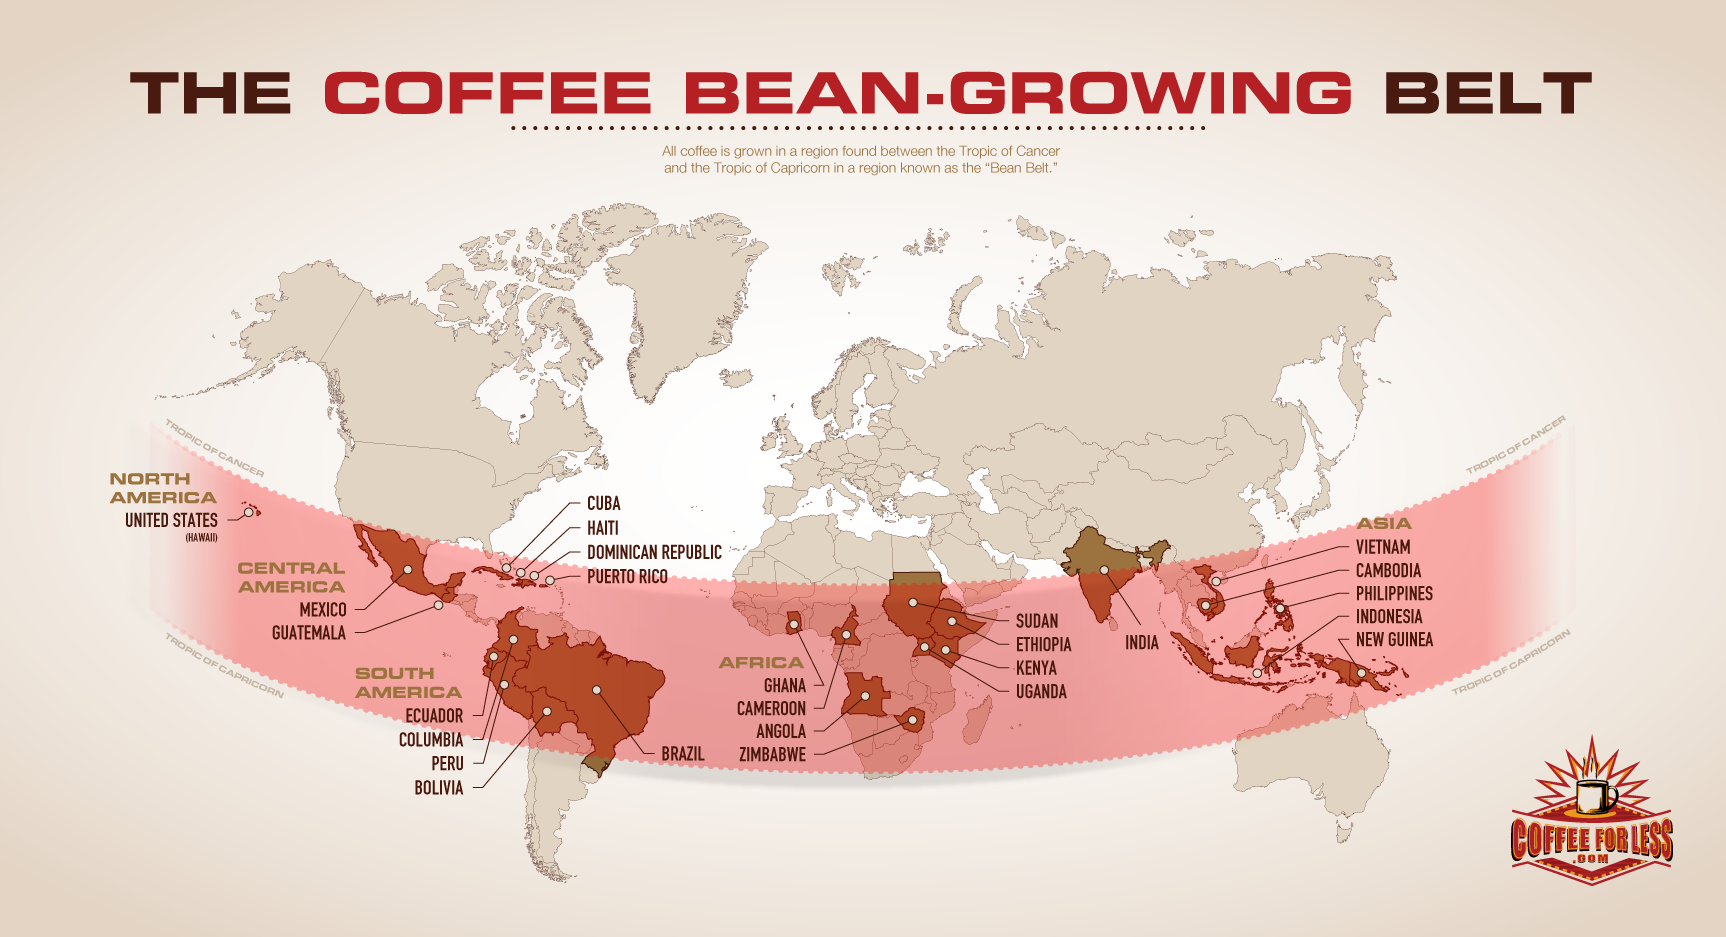 THE COFFEE BEAN-GROWING BELT
All coffee is grown in a region found between the Tropic of Cancer
and the Tropic of Capricorn in a region known as the “Bean Belt.”
TROPIC OF CANCER
TROPIC OF CANCER
NORTH
AMERICA
UNITED STATES
(HAWAII)
CENTRAL
AMERICA
MEXICO
GUATEMALA
TROPIC OF CAPRICORN
CUBA
HAITI
DOMINICAN REPUBLIC
PUERTO RICO
SOUTH
AMERICA
ECUADOR
COLUMBIA
PERU
BOLIVIA
BRAZIL
AFRICA
GHANA
CAMEROON
ANGOLA
ZIMBABWE
SUDAN
ETHIOPIA
KENYA
UGANDA
INDIA
ASIA
VIETNAM
CAMBODIA
PHILIPPINES
INDONESIA
NEW GUINEA
TROPIC OF CAPRICORN
COFFEE FOR LESS
.COM